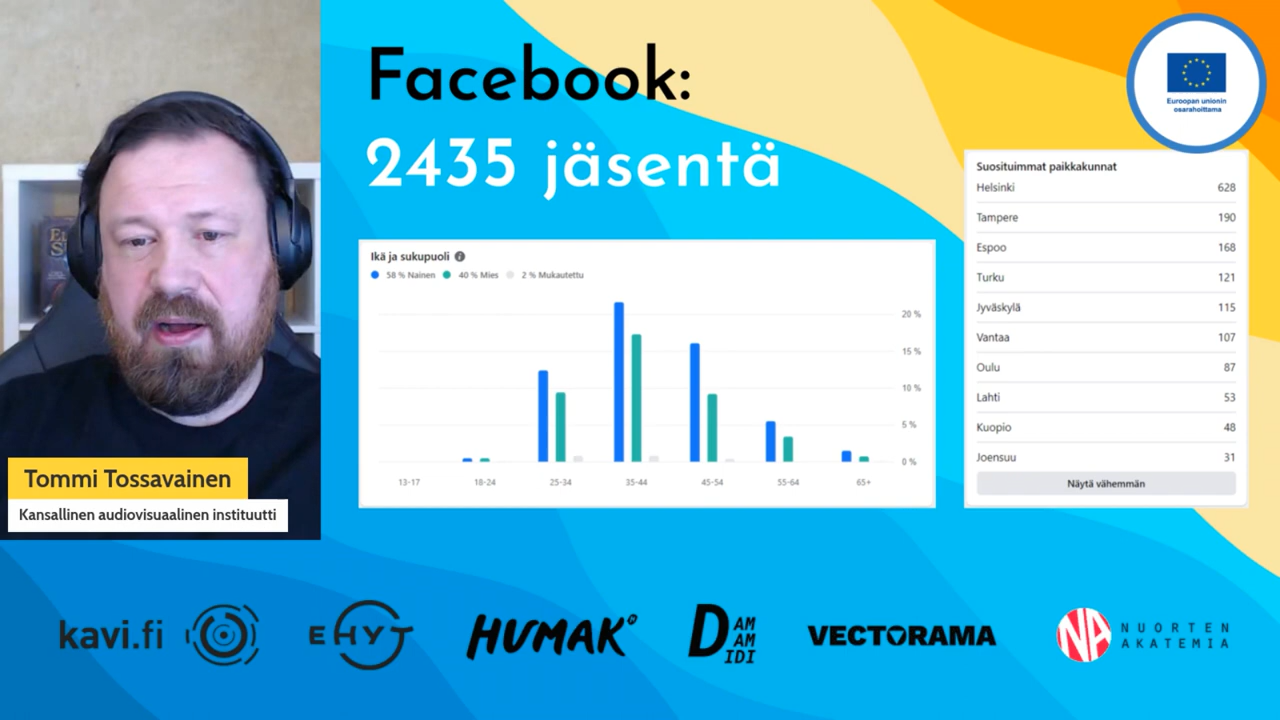 Facebook:
2435 jäsentä
Euroopan unionin
osarahoittama
Ikä ja sukupuoli
58 % Nainen 40 % Mies 2 % Mukautettu
20 %
15 %
10 %
5 %
0 %
13-17 18-24 25-34 35-44 45-54 55-64 65+
Suosituimmat paikkakunnat
Helsinki 628
Tampere 190
Espoo 168
Turku 121
Jyväskylä 115
Vantaa 107
Oulu 87
Lahti 53
Kuopio 48
Joensuu 31
Näytä vähemmän
Tommi Tossavainen
Kansallinen audiovisuaalinen instituutti
kavi.fi
EHYT
HUMAK
DAM
AM
IDI
VECTORAMA
NA NUORTEN
AKATEMIA